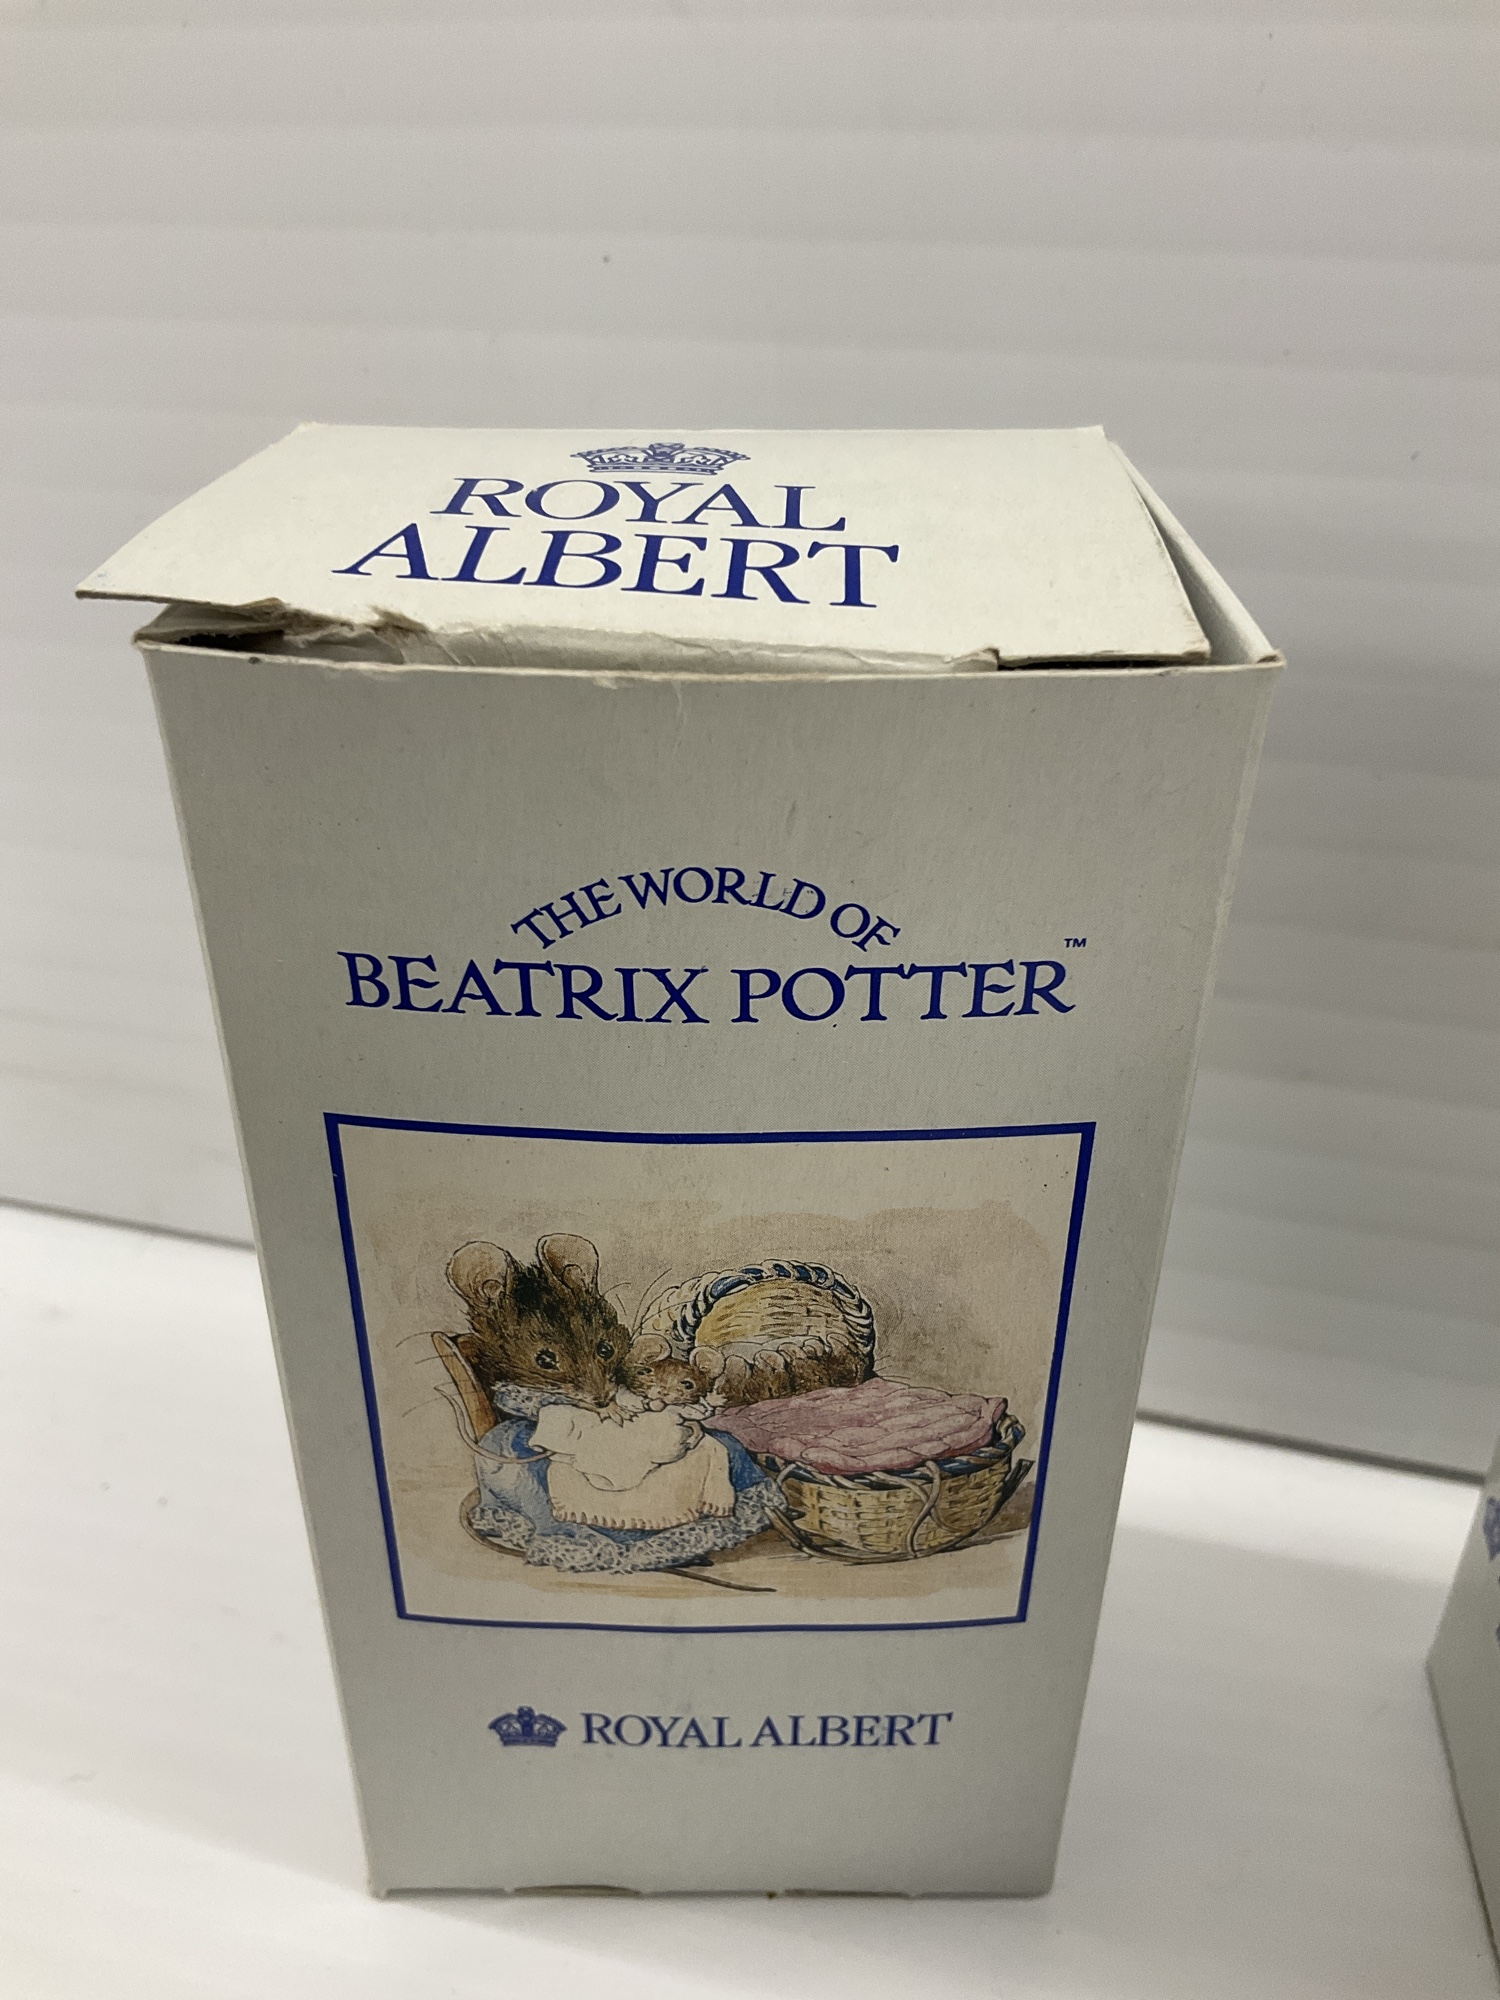 ROYAL
ALBERT
THE WORLD OF
BEATRIX POTTER™
ROYAL ALBERT